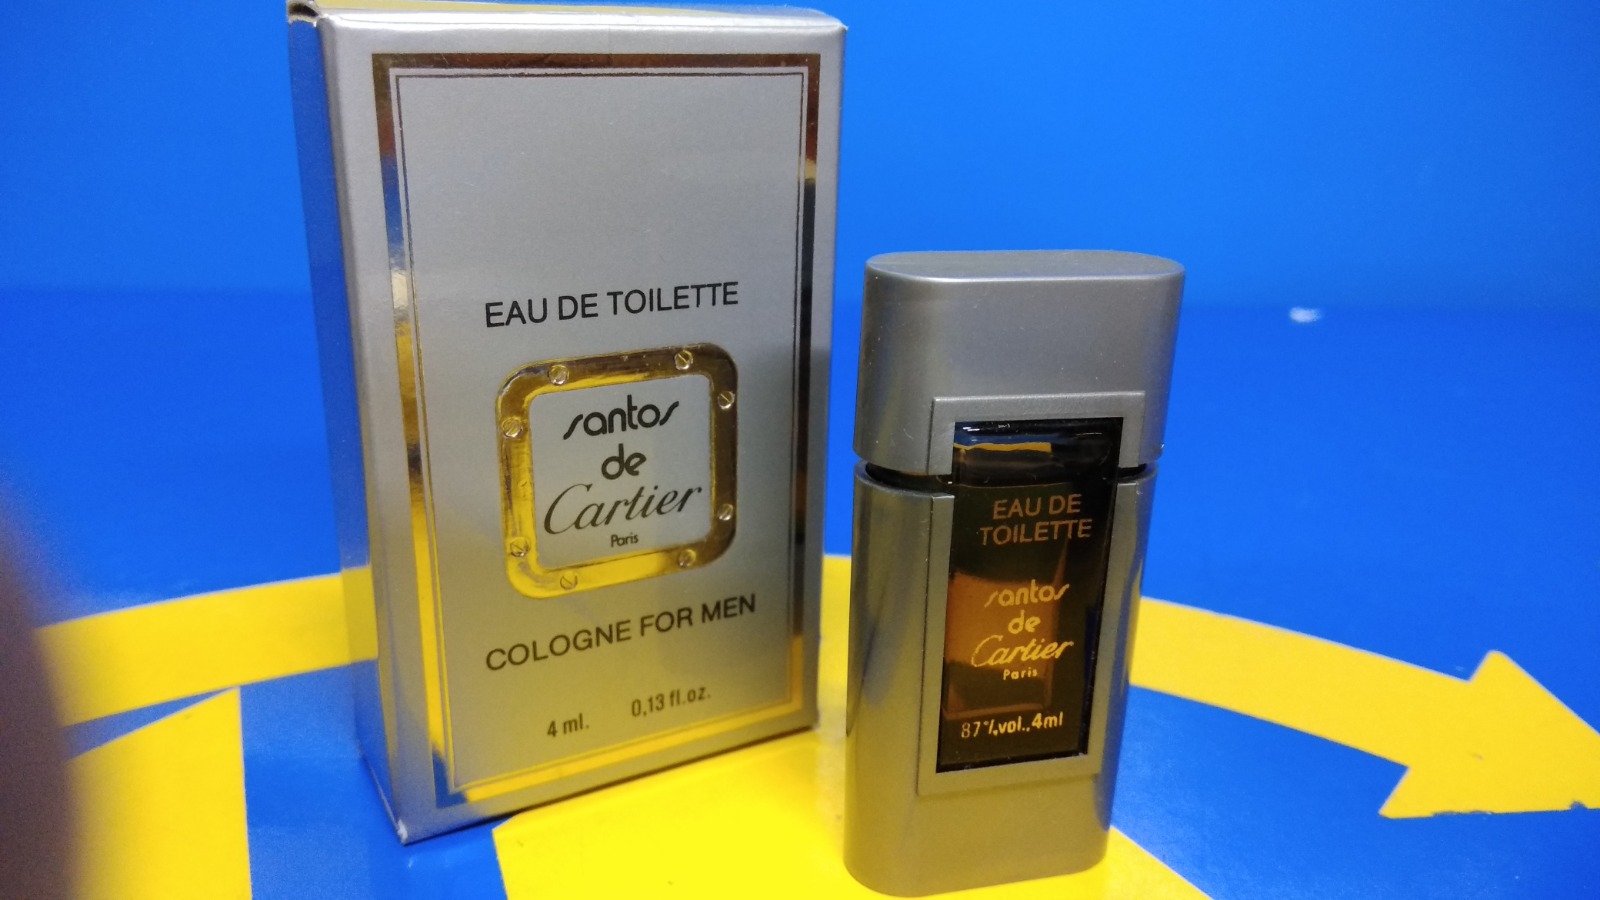 EAU DE TOILETTE
santos
de
Cartier
Paris
COLOGNE FOR MEN
4 ml. 0,13 fl.oz.
EAU DE
TOILETTE
santos
de
Cartier
Paris
87%vol.,4ml